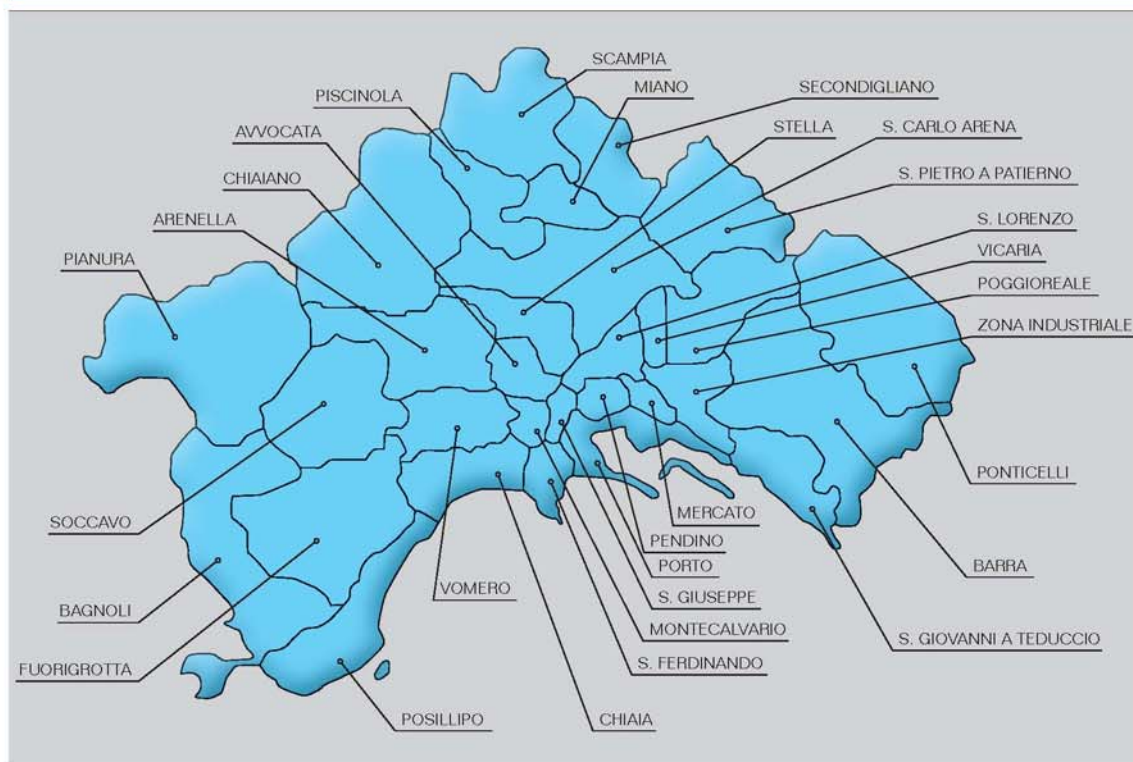 SCAMPIA
MIANO
SECONDIGLIANO
PISCINOLA
AVVOCATA
STELLA
S. CARLO ARENA
CHIAIANO
S. PIETRO A PATIERNO
ARENELLA
S. LORENZO
PIANURA
VICARIA
POGGIOREALE
ZONA INDUSTRIALE
PONTICELLI
SOCCAVO
MERCATO
PENDINO
BARRA
PORTO
VOMERO
S. GIUSEPPE
BAGNOLI
MONTECALVARIO
S. GIOVANNI A TEDUCCIO
FUORIGROTTA
S. FERDINANDO
POSILLIPO
CHIAIA